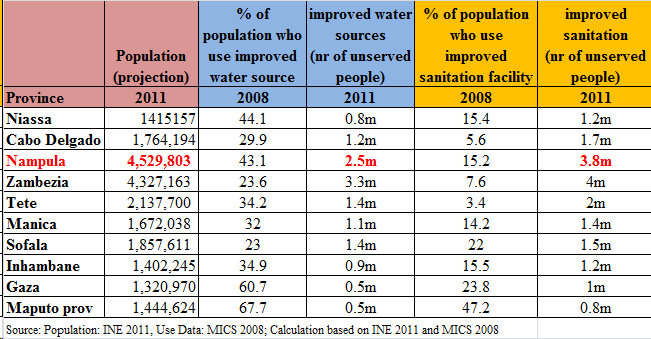 % of improved water % of population improved
population who sources who use sanitation
Population use improved (nr of unserved improved (nr of unserved
(projection) water source people) sanitation facility people)
Province 2011 2008 2011 2008 2011
Niassa 1415157 44.1 0.8m 15.4 1.2m
Cabo Delgado 1,764,194 29.9 1.2m 5.6 1.7m
Nampula 4,529,803 43.1 2.5m 15.2 3.8m
Zambezia 4,327,163 23.6 3.3m 7.6 4m
Tete 2,137,700 34.2 1.4m 3.4 2m
Manica 1,672,038 32 1.1m 14.2 1.4m
Sofala 1,857,611 23 1.4m 22 1.5m
Inhambane 1,402,245 34.9 0.9m 15.5 1.2m
Gaza 1,320,970 60.7 0.5m 23.8 1m
Maputo prov 1,444,624 67.7 0.5m 47.2 0.8m
Source: Population: INE 2011, Use Data: MICS 2008; Calculation based on INE 2011 and MICS 2008